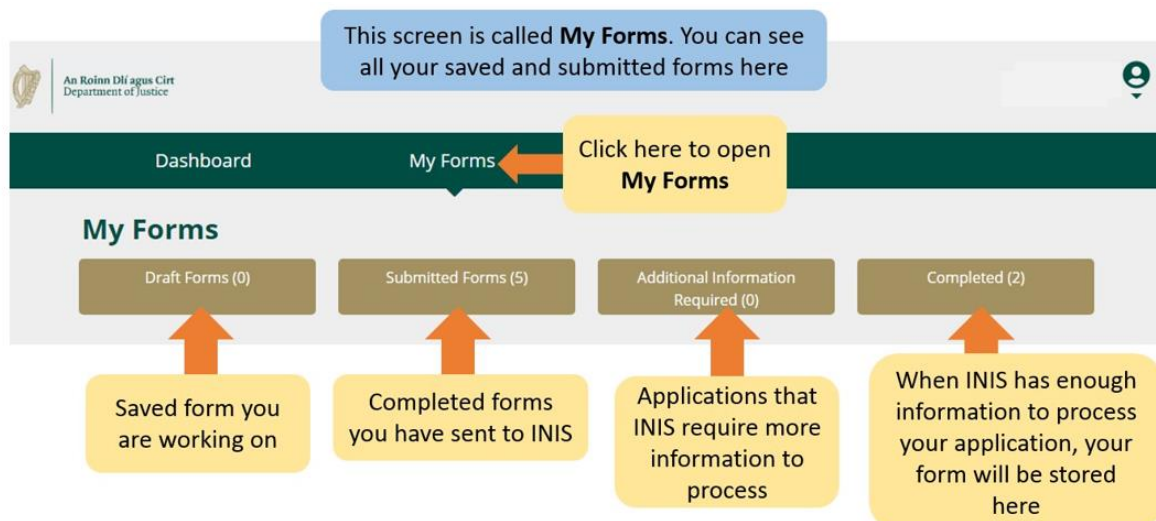 This screen is called My Forms. You can see
all your saved and submitted forms here
An Roinn Dlí agus Cirt
Department of Justice
Dashboard
My Forms
Click here to open
My Forms
My Forms
Draft Forms (0)
Submitted Forms (5)
Additional Information
Required (0)
Completed (2)
Saved form you
are working on
Completed forms
you have sent to INIS
Applications that
INIS require more
information to
process
When INIS has enough
information to process
your application, your
form will be stored
here